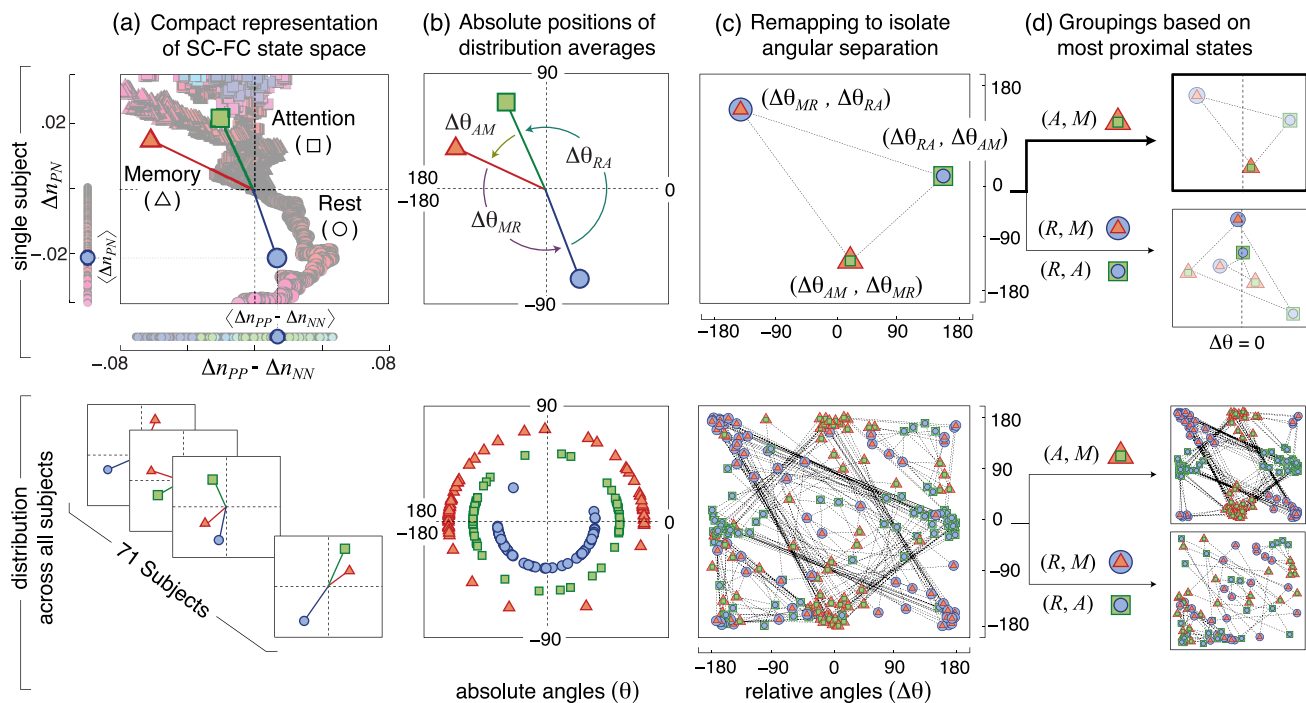 (a) Compact representation
of SC-FC state space
(b) Absolute positions of
distribution averages
(c) Remapping to isolate
angular separation
(d) Groupings based on
most proximal states
single subject
Δn_PN
.02
-.02
⟨Δn_PN⟩
Attention
(□)
Memory
(△)
Rest
(○)
⟨Δn_PP - Δn_NN⟩
-.08
Δn_PP - Δn_NN
.08
90
180
-180
0
-90
Δθ_AM
Δθ_RA
Δθ_MR
(Δθ_MR , Δθ_RA)
(Δθ_RA , Δθ_AM)
(Δθ_AM , Δθ_MR)
180
90
0
-90
-180
-180 -90 0 90 180
(A, M)
(R, M)
(R, A)
Δθ = 0
distribution
across all subjects
71 Subjects
90
180
-180
0
-90
absolute angles (θ)
180
90
0
-90
-180
-180 -90 0 90 180
relative angles (Δθ)
(A, M)
(R, M)
(R, A)